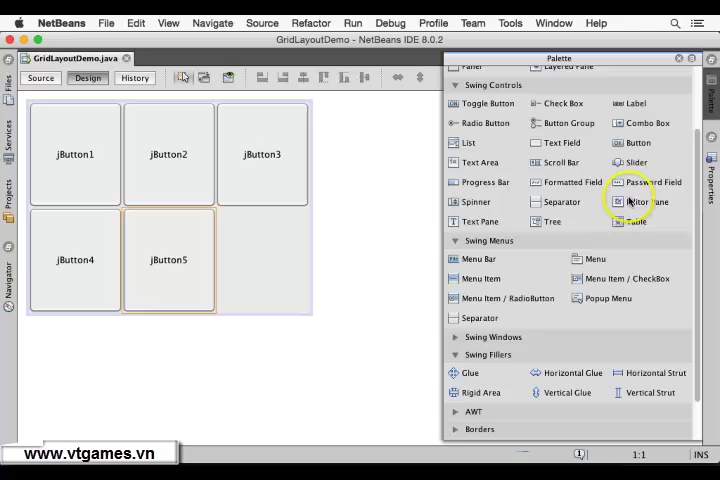 NetBeans File Edit View Navigate Source Refactor Run Debug Profile Team Tools Window Help
GridLayoutDemo - NetBeans IDE 8.0.2
GridLayoutDemo.java
Palette
Source Design History
Layered Pane
Swing Controls
Toggle Button Check Box Label
Radio Button Button Group Combo Box
List Text Field Button
Text Area Scroll Bar Slider
Progress Bar Formatted Field Password Field
Spinner Separator Editor Pane
Text Pane Tree Table
Swing Menus
Menu Bar Menu
Menu Item Menu Item / CheckBox
Menu Item / RadioButton Popup Menu
Separator
Swing Windows
Swing Fillers
Glue Horizontal Glue Horizontal Strut
Rigid Area Vertical Glue Vertical Strut
AWT
Borders
jButton1 jButton2 jButton3
jButton4 jButton5
Files
Services
Projects
Navigator
Palette
Properties
www.vtgames.vn
1
1:1
INS